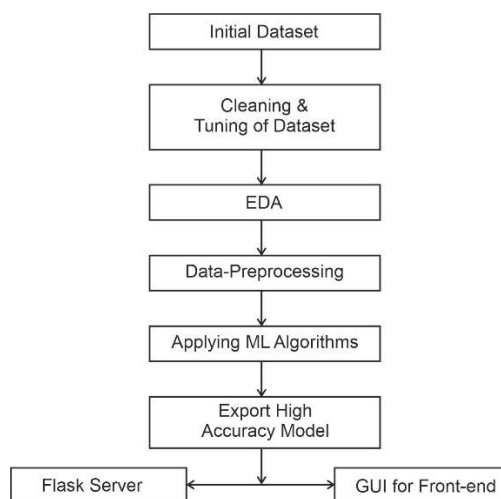 Initial Dataset
Cleaning &
Tuning of Dataset
EDA
Data-Preprocessing
Applying ML Algorithms
Export High
Accuracy Model
Flask Server
GUI for Front-end